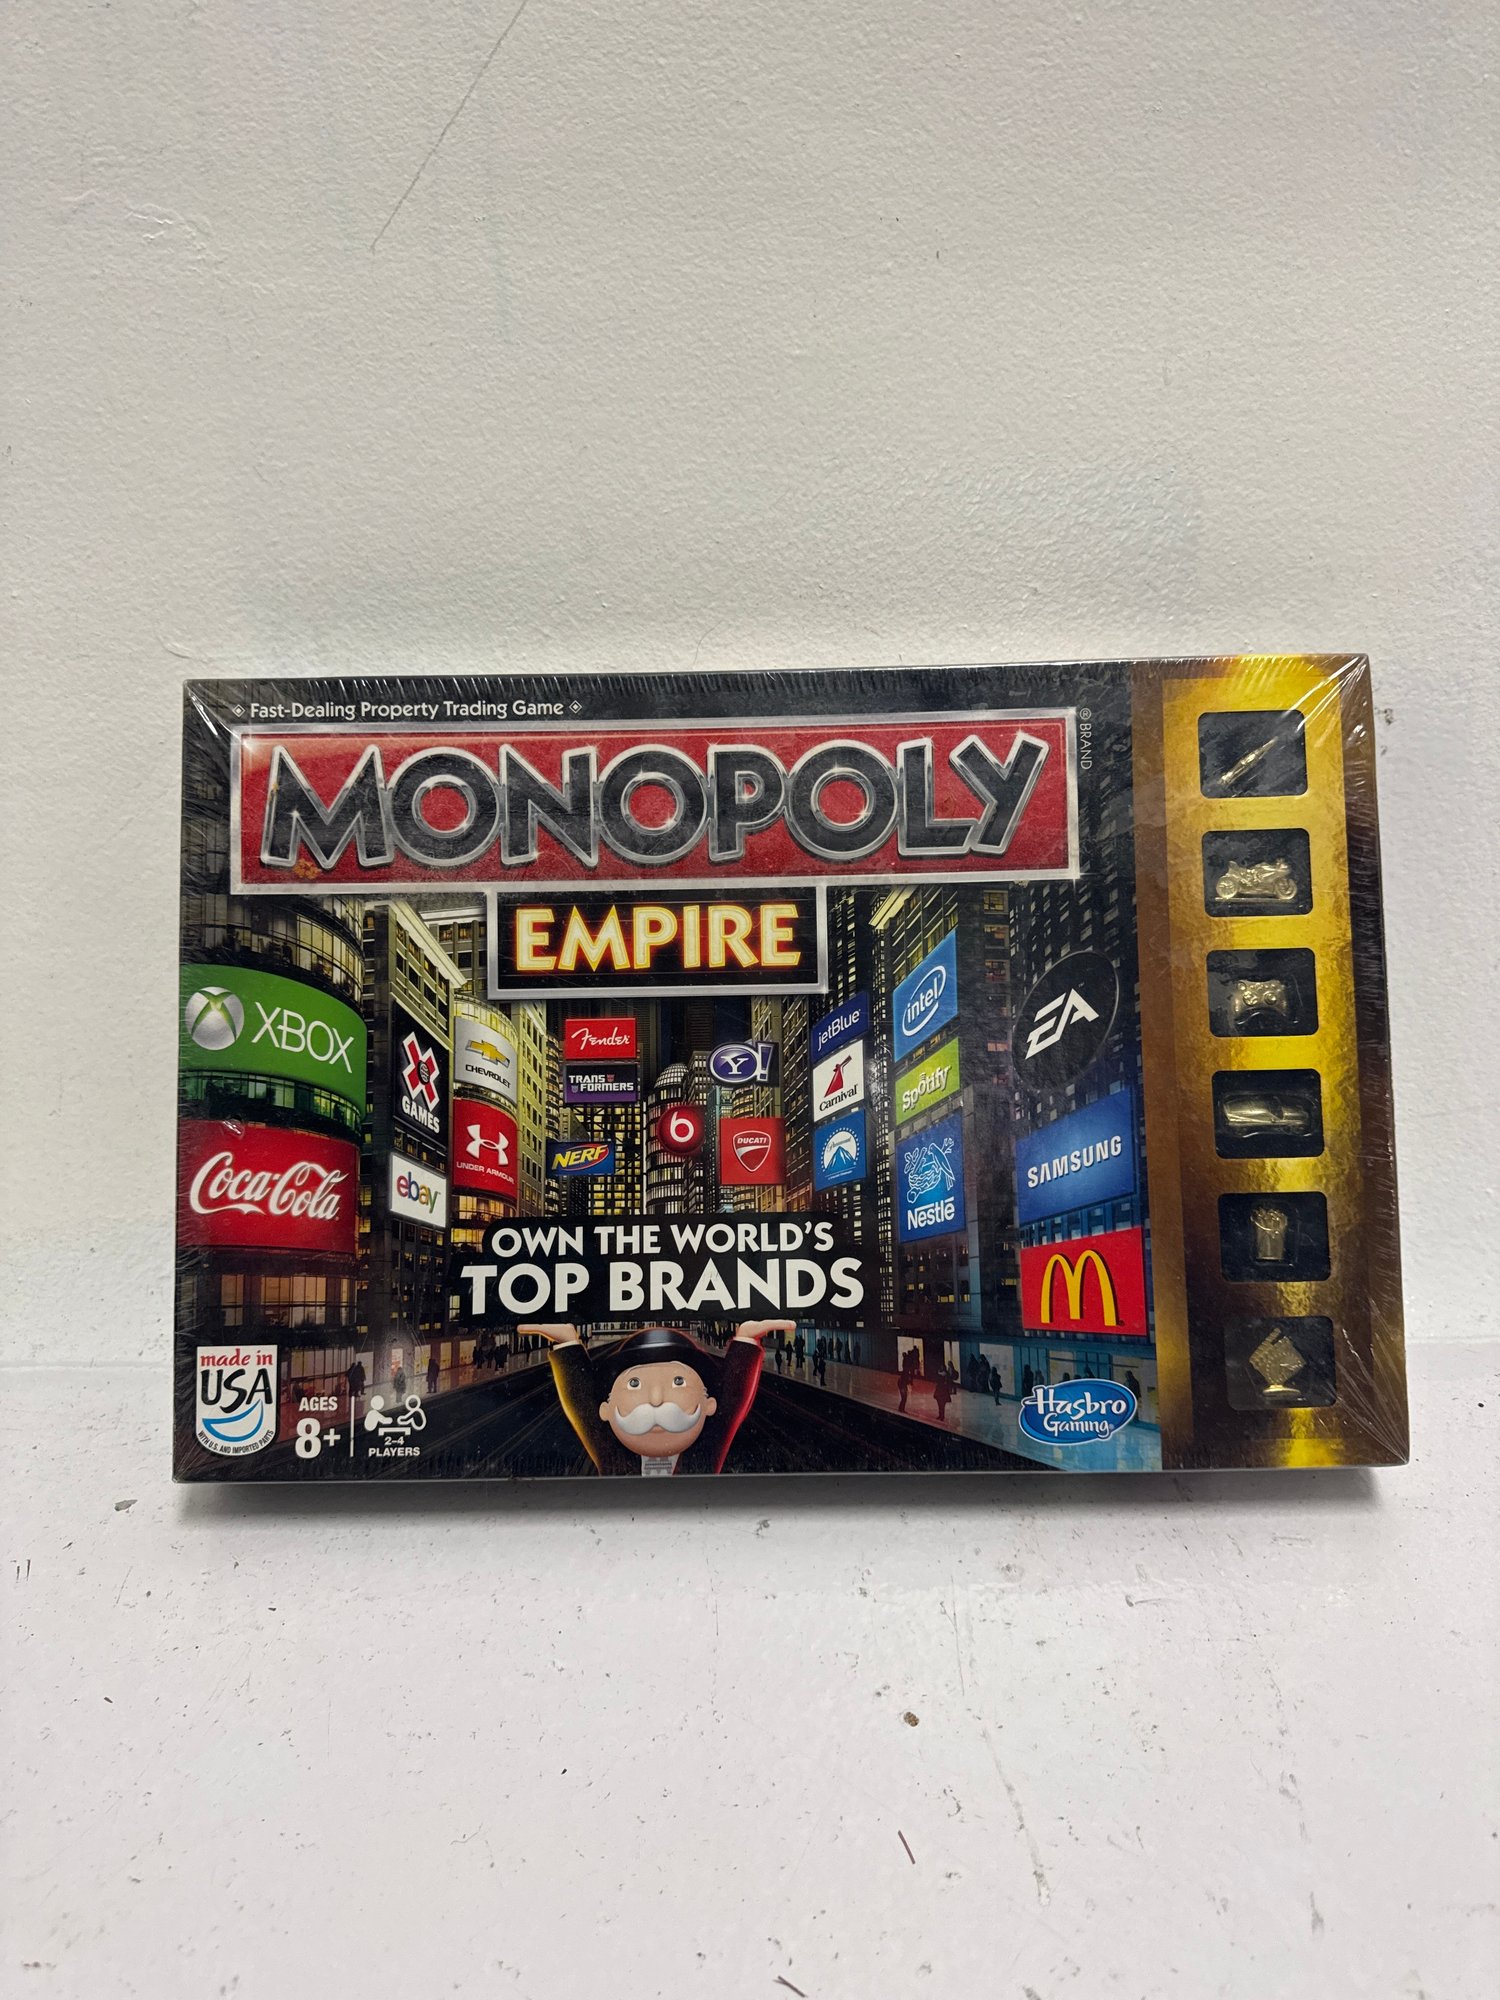 Fast-Dealing Property Trading Game
MONOPOLY
® BRAND
EMPIRE
XBOX
X
GAMES
CHEVROLET
Fender
TRANSFORMERS
Y!
jetBlue
Carnival
intel
Spotify
EA
Coca-Cola
ebay
UNDER ARMOUR
NERF
b
DUCATI
Paramount
Nestlē
SAMSUNG
M
OWN THE WORLD'S
TOP BRANDS
made in
USA
WITH U.S. AND IMPORTED PARTS
AGES
8+
2-4
PLAYERS
Hasbro
Gaming